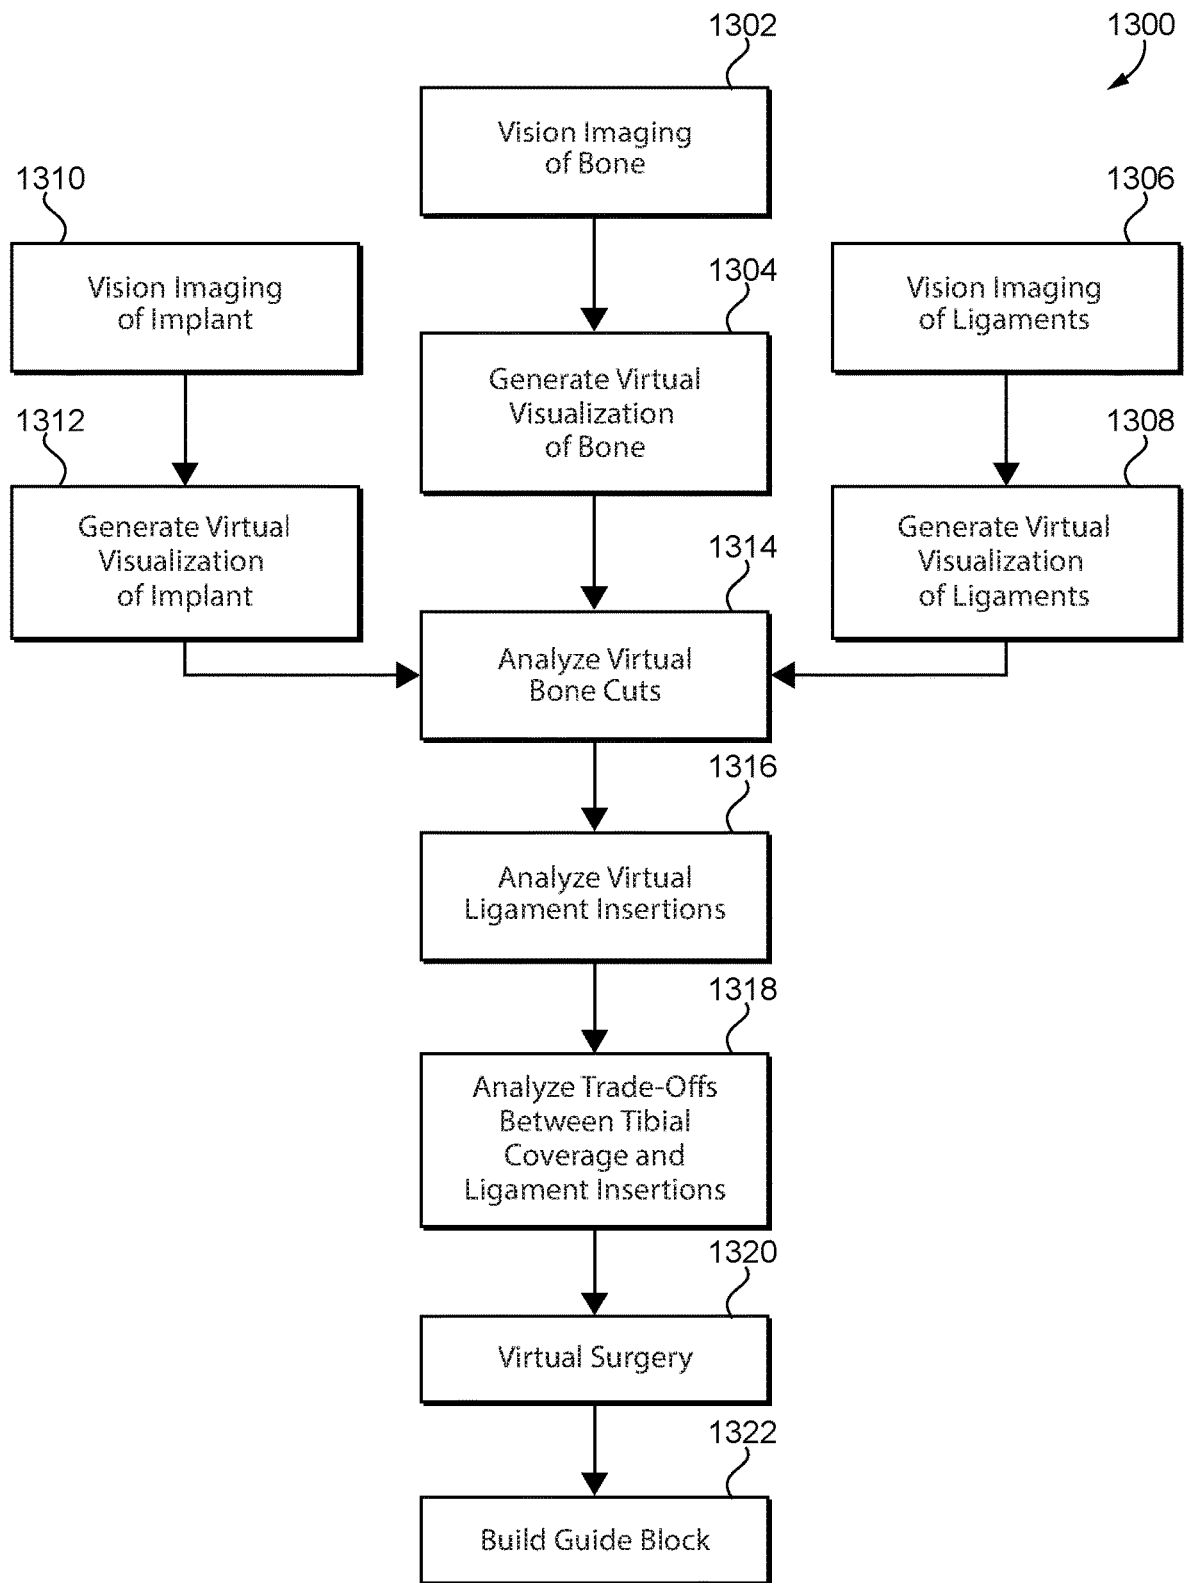 1302
1300
Vision Imaging
of Bone
1310
Vision Imaging
of Implant
1304
Generate Virtual
Visualization
of Bone
1306
Vision Imaging
of Ligaments
1312
Generate Virtual
Visualization
of Implant
1308
Generate Virtual
Visualization
of Ligaments
1314
Analyze Virtual
Bone Cuts
1316
Analyze Virtual
Ligament Insertions
1318
Analyze Trade-Offs
Between Tibial
Coverage and
Ligament Insertions
1320
Virtual Surgery
1322
Build Guide Block